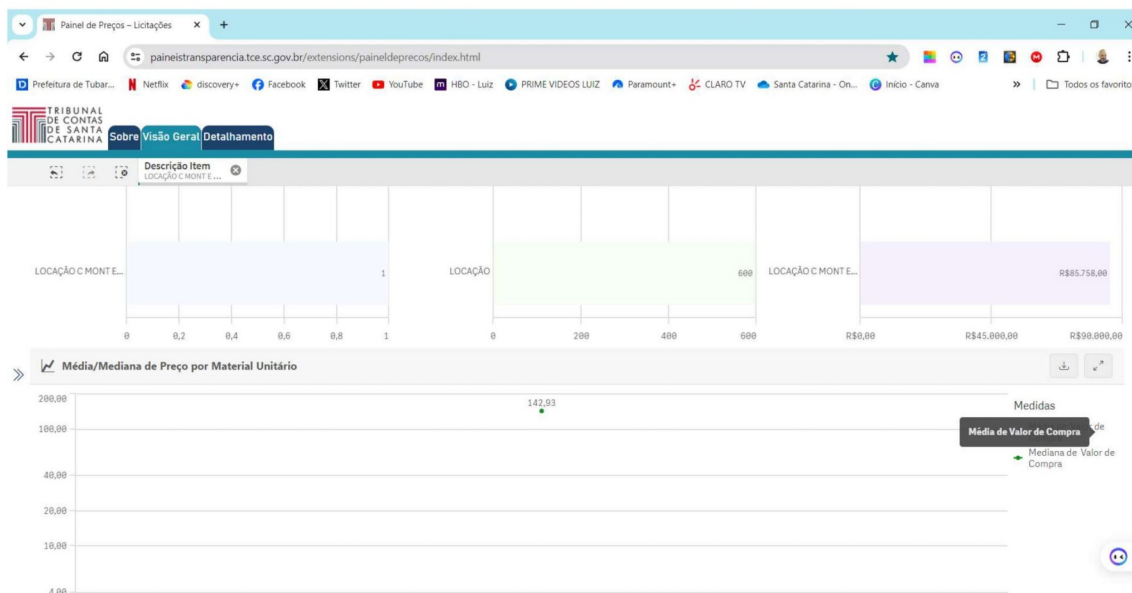 Painel de Preços – Licitações
paineistransparencia.tce.sc.gov.br/extensions/paineldeprecos/index.html
Prefeitura de Tubar... Netflix discovery+ Facebook Twitter YouTube HBO - Luiz PRIME VIDEOS LUIZ Paramount+ CLARO TV Santa Catarina - On... Início - Canva » Todos os favorito
TRIBUNAL
DE CONTAS
DE SANTA
CATARINA
Sobre Visão Geral Detalhamento
Descrição Item
LOCAÇÃO C MONT E ...
LOCAÇÃO C MONT E... 1 LOCAÇÃO 600 LOCAÇÃO C MONT E... R$85.758,00
0 0,2 0,4 0,6 0,8 1 0 200 400 600 R$0,00 R$45.000,00 R$90.000,00
Média/Mediana de Preço por Material Unitário
200,00
142,93
Medidas
100,00
Média de Valor de Compra
de
Mediana de Valor de
Compra
40,00
20,00
10,00
4,00